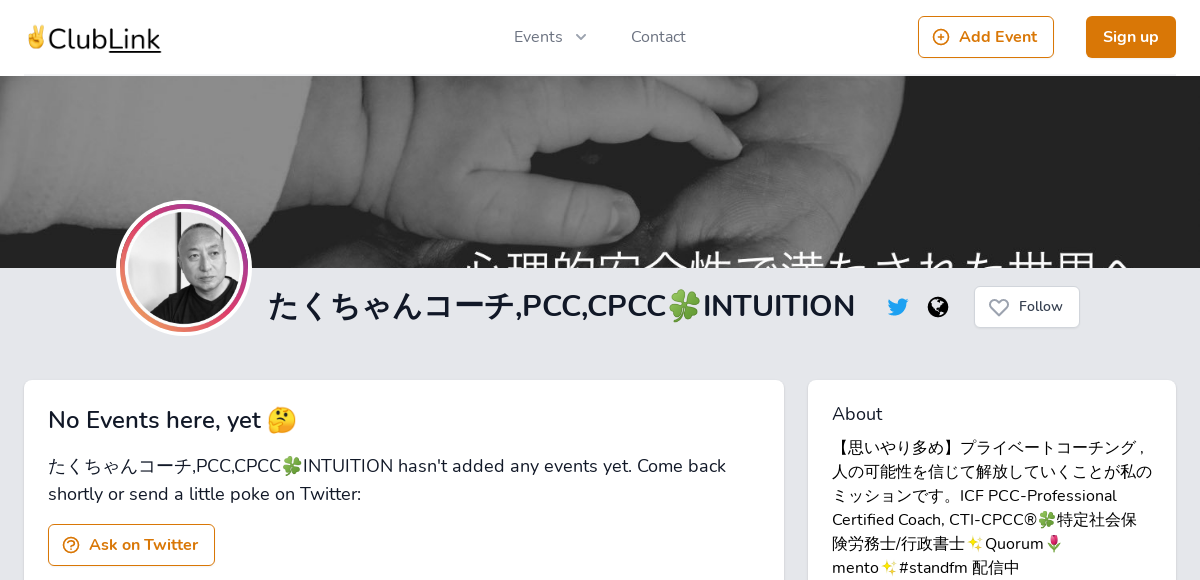 ✌️ClubLink
Events
Contact
Add Event
Sign up
心理的安全性で満たされた世界へ
たくちゃんコーチ,PCC,CPCC🍀INTUITION
Follow
No Events here, yet 🤔
たくちゃんコーチ,PCC,CPCC🍀INTUITION hasn't added any events yet. Come back
shortly or send a little poke on Twitter:
Ask on Twitter
About
【思いやり多め】プライベートコーチング ,
人の可能性を信じて解放していくことが私の
ミッションです。ICF PCC-Professional
Certified Coach, CTI-CPCC®🍀特定社会保
険労務士/行政書士✨Quorum🌷
mento✨#standfm 配信中